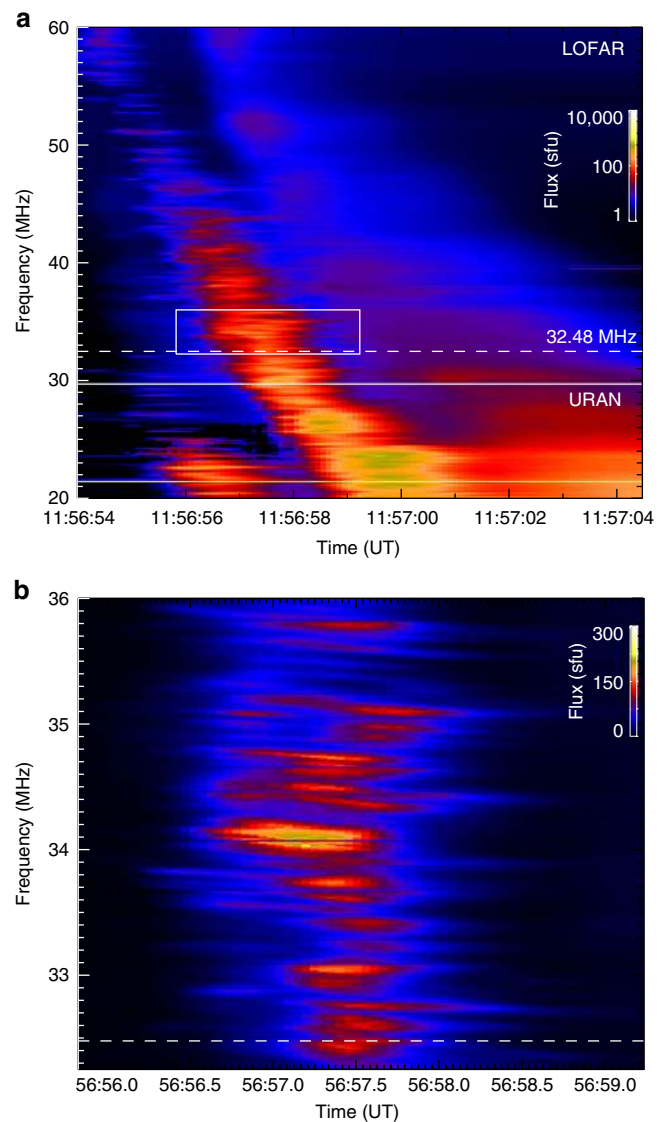 a
60
LOFAR
10,000
Flux (sfu)
100
1
50
Frequency (MHz)
40
32.48 MHz
30
URAN
20
11:56:54 11:56:56 11:56:58 11:57:00 11:57:02 11:57:04
Time (UT)
b
36
300
Flux (sfu)
150
0
35
Frequency (MHz)
34
33
56:56.0 56:56.5 56:57.0 56:57.5 56:58.0 56:58.5 56:59.0
Time (UT)